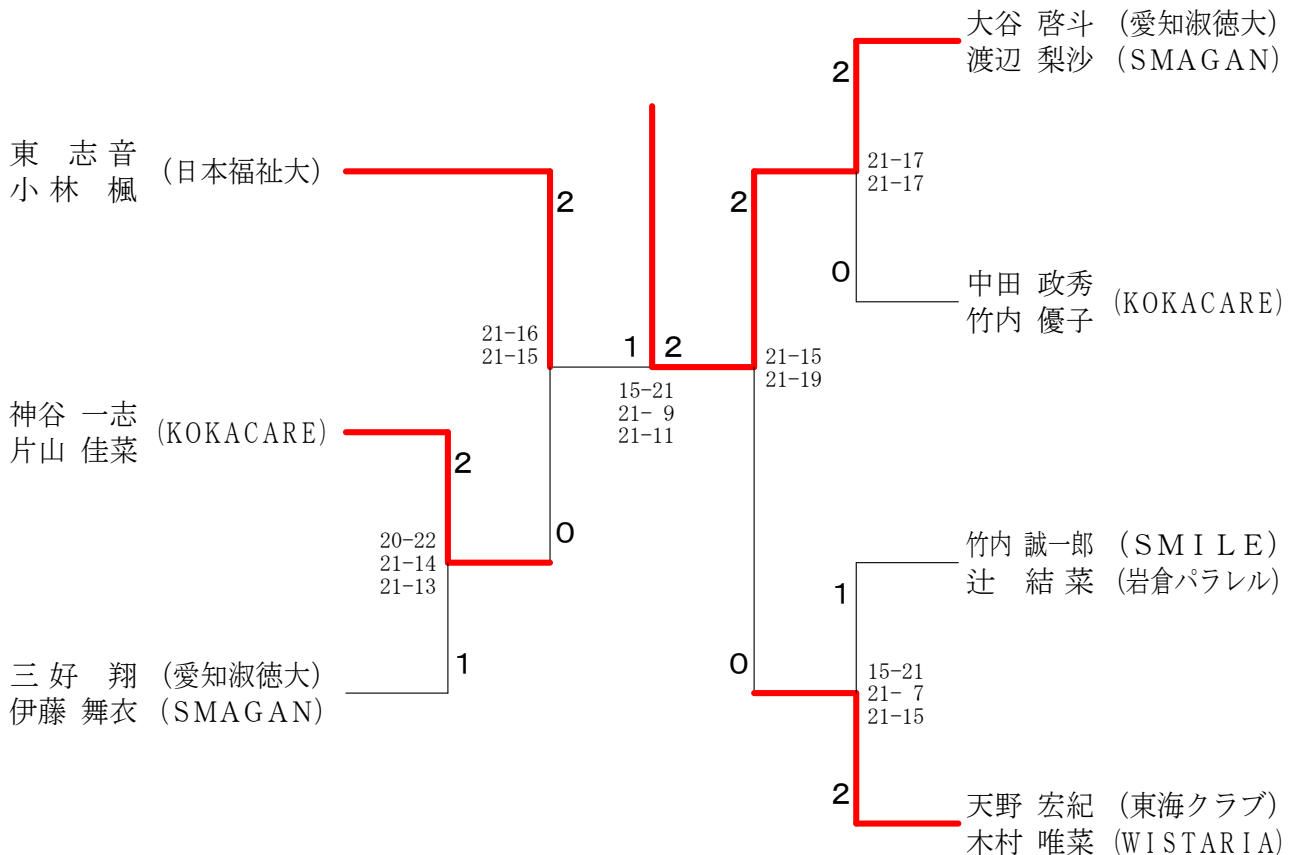 大谷 啓斗 (愛知淑徳大)
渡辺 梨沙 (SMAGAN)
2
東 志音
小林 楓
(日本福祉大)
21-17
21-17
2
2
0
中田 政秀
竹内 優子
(KOKACARE)
21-16
21-15
1 2
21-15
21-19
15-21
21- 9
21-11
神谷 一志
片山 佳菜
(KOKACARE)
2
0
20-22
21-14
21-13
竹内 誠一郎 (SMILE)
辻 結菜 (岩倉パラレル)
1
1
0
三好 翔 (愛知淑徳大)
伊藤 舞衣 (SMAGAN)
15-21
21- 7
21-15
2
天野 宏紀 (東海クラブ)
木村 唯菜 (WISTARIA)